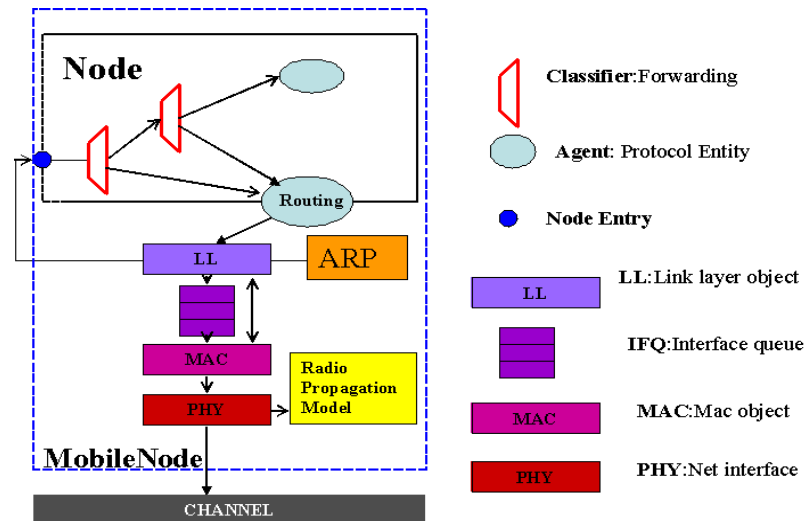 Node
Routing
LL
ARP
MAC
Radio
Propagation
Model
PHY
MobileNode
CHANNEL
Classifier:Forwarding
Agent: Protocol Entity
Node Entry
LL
LL:Link layer object
IFQ:Interface queue
MAC
MAC:Mac object
PHY
PHY:Net interface